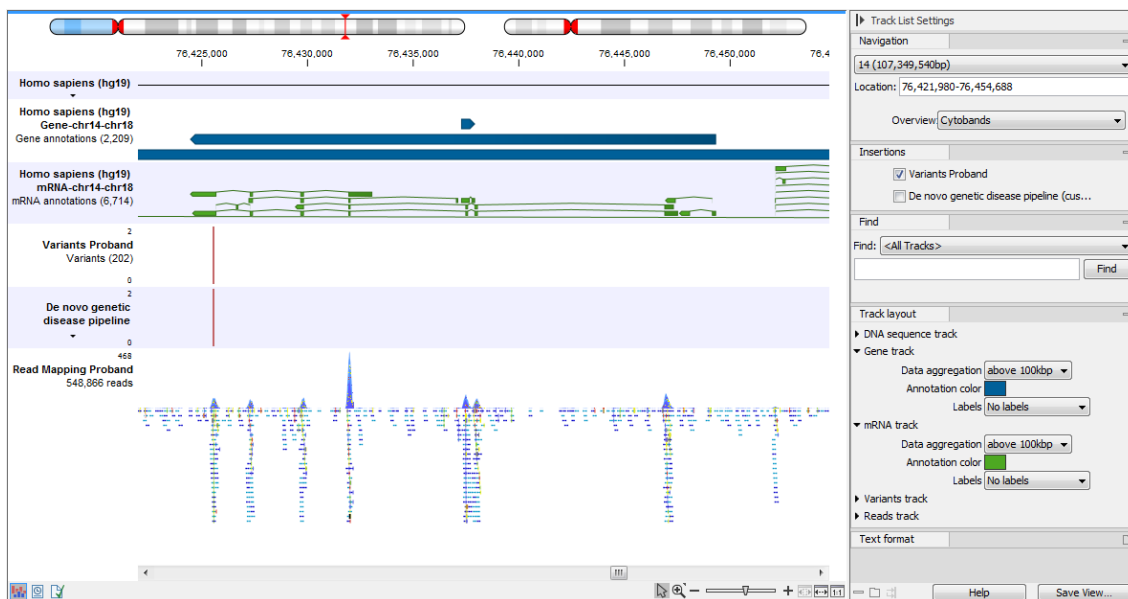 76,425,000 76,430,000 76,435,000 76,440,000 76,445,000 76,450,000 76,4
Homo sapiens (hg19)
Homo sapiens (hg19)
Gene-chr14-chr18
Gene annotations (2,209)
Homo sapiens (hg19)
mRNA-chr14-chr18
mRNA annotations (6,714)
2
Variants Proband
Variants (202)
0
2
De novo genetic
disease pipeline
0
468
Read Mapping Proband
548,866 reads
1:1
Track List Settings
Navigation
14 (107,349,540bp)
Location: 76,421,980-76,454,688
Overview: Cytobands
Insertions
Variants Proband
De novo genetic disease pipeline (cus...
Find
Find: <All Tracks>
Find
Track layout
DNA sequence track
Gene track
Data aggregation above 100kbp
Annotation color
Labels No labels
mRNA track
Data aggregation above 100kbp
Annotation color
Labels No labels
Variants track
Reads track
Text format
Help Save View...